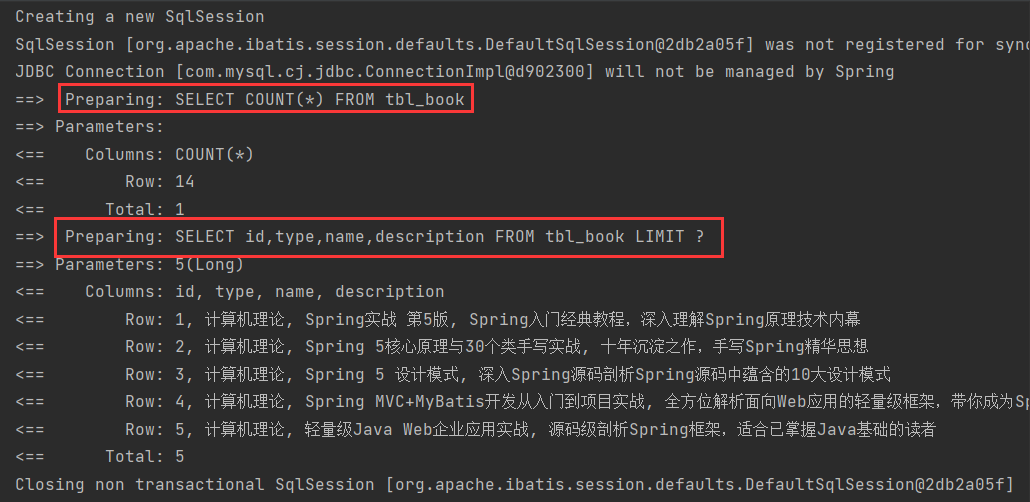 Creating a new SqlSession
SqlSession [org.apache.ibatis.session.defaults.DefaultSqlSession@2db2a05f] was not registered for sync
JDBC Connection [com.mysql.cj.jdbc.ConnectionImpl@d902300] will not be managed by Spring
==>  Preparing: SELECT COUNT(*) FROM tbl_book
==> Parameters:
<==    Columns: COUNT(*)
<==        Row: 14
<==      Total: 1
==>  Preparing: SELECT id,type,name,description FROM tbl_book LIMIT ?
==> Parameters: 5(Long)
<==    Columns: id, type, name, description
<==        Row: 1, 计算机理论, Spring实战 第5版, Spring入门经典教程，深入理解Spring原理技术内幕
<==        Row: 2, 计算机理论, Spring 5核心原理与30个类手写实战, 十年沉淀之作，手写Spring精华思想
<==        Row: 3, 计算机理论, Spring 5 设计模式, 深入Spring源码剖析Spring源码中蕴含的10大设计模式
<==        Row: 4, 计算机理论, Spring MVC+MyBatis开发从入门到项目实战, 全方位解析面向Web应用的轻量级框架，带你成为Sp
<==        Row: 5, 计算机理论, 轻量级Java Web企业应用实战, 源码级剖析Spring框架，适合已掌握Java基础的读者
<==      Total: 5
Closing non transactional SqlSession [org.apache.ibatis.session.defaults.DefaultSqlSession@2db2a05f]